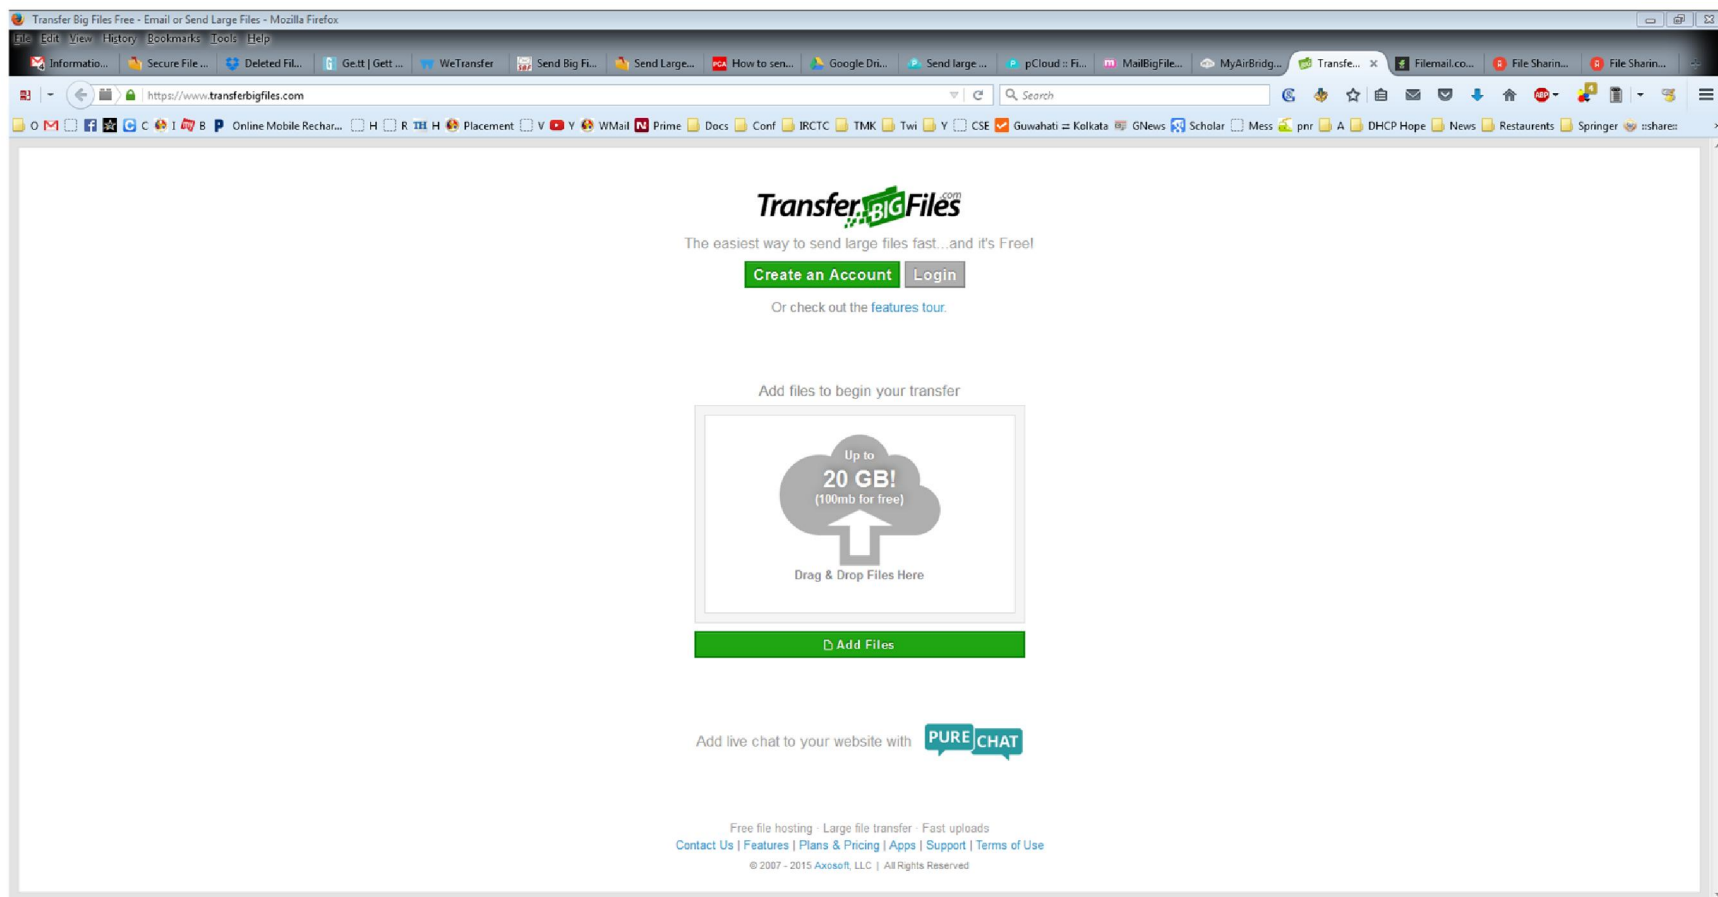 Transfer Big Files Free - Email or Send Large Files - Mozilla Firefox
File Edit View History Bookmarks Tools Help
Informatio... Secure File ... Deleted Fil... Ge.tt | Gett ... WeTransfer Send Big Fi... Send Large... How to sen... Google Dri... Send large ... pCloud :: Fi... MailBigFile... MyAirBridg... Transfe... Filemail.co... File Sharin... File Sharin...
https://www.transferbigfiles.com Search
O H C I B Online Mobile Rechar... H R H Placement V Y WMail Prime Docs Conf IRCTC TMK Twi Y CSE Guwahati ⇌ Kolkata GNews Scholar Mess pnr A DHCP Hope News Restaurents Springer ::share::
TransferBIGFiles.com
The easiest way to send large files fast...and it's Free!
Create an Account Login
Or check out the features tour.
Add files to begin your transfer
Up to
20 GB!
(100mb for free)
Drag & Drop Files Here
Add Files
Add live chat to your website with PURE CHAT
Free file hosting · Large file transfer · Fast uploads
Contact Us | Features | Plans & Pricing | Apps | Support | Terms of Use
© 2007 - 2015 Axosoft, LLC | All Rights Reserved